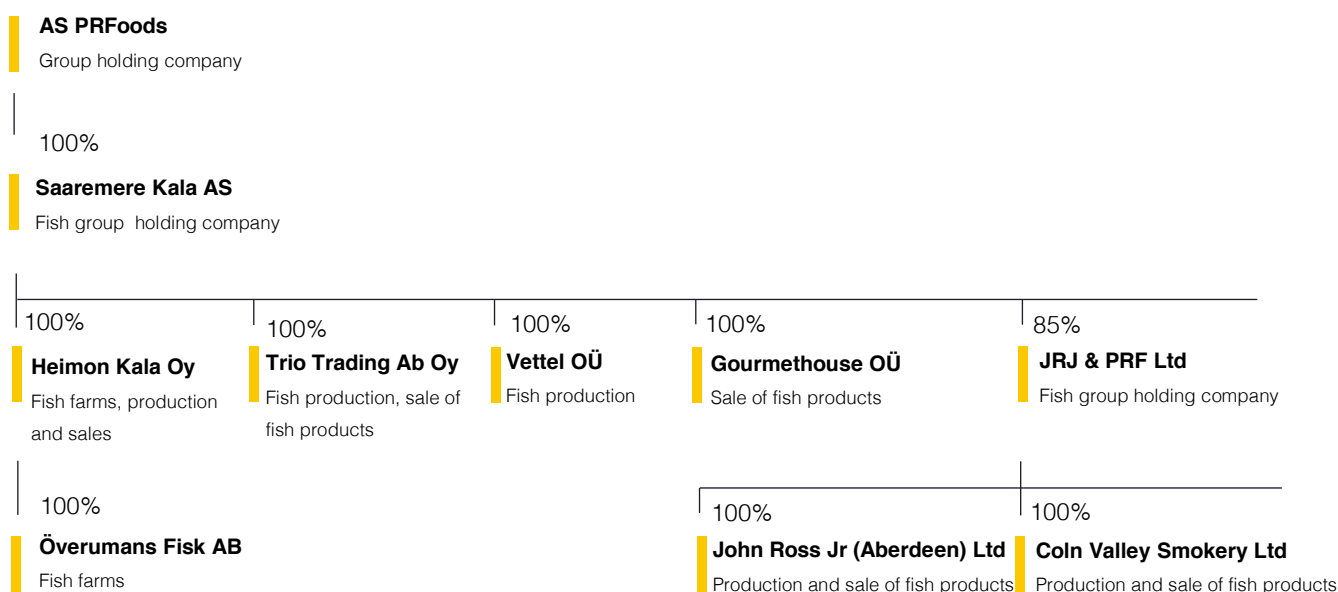 AS PRFoods
Group holding company
100%
Saaremere Kala AS
Fish group holding company
100%
Heimon Kala Oy
Fish farms, production
and sales
100%
Trio Trading Ab Oy
Fish production, sale of
fish products
100%
Vettel OÜ
Fish production
100%
Gourmethouse OÜ
Sale of fish products
85%
JRJ & PRF Ltd
Fish group holding company
100%
Överumans Fisk AB
Fish farms
100%
John Ross Jr (Aberdeen) Ltd
Production and sale of fish products
100%
Coln Valley Smokery Ltd
Production and sale of fish products